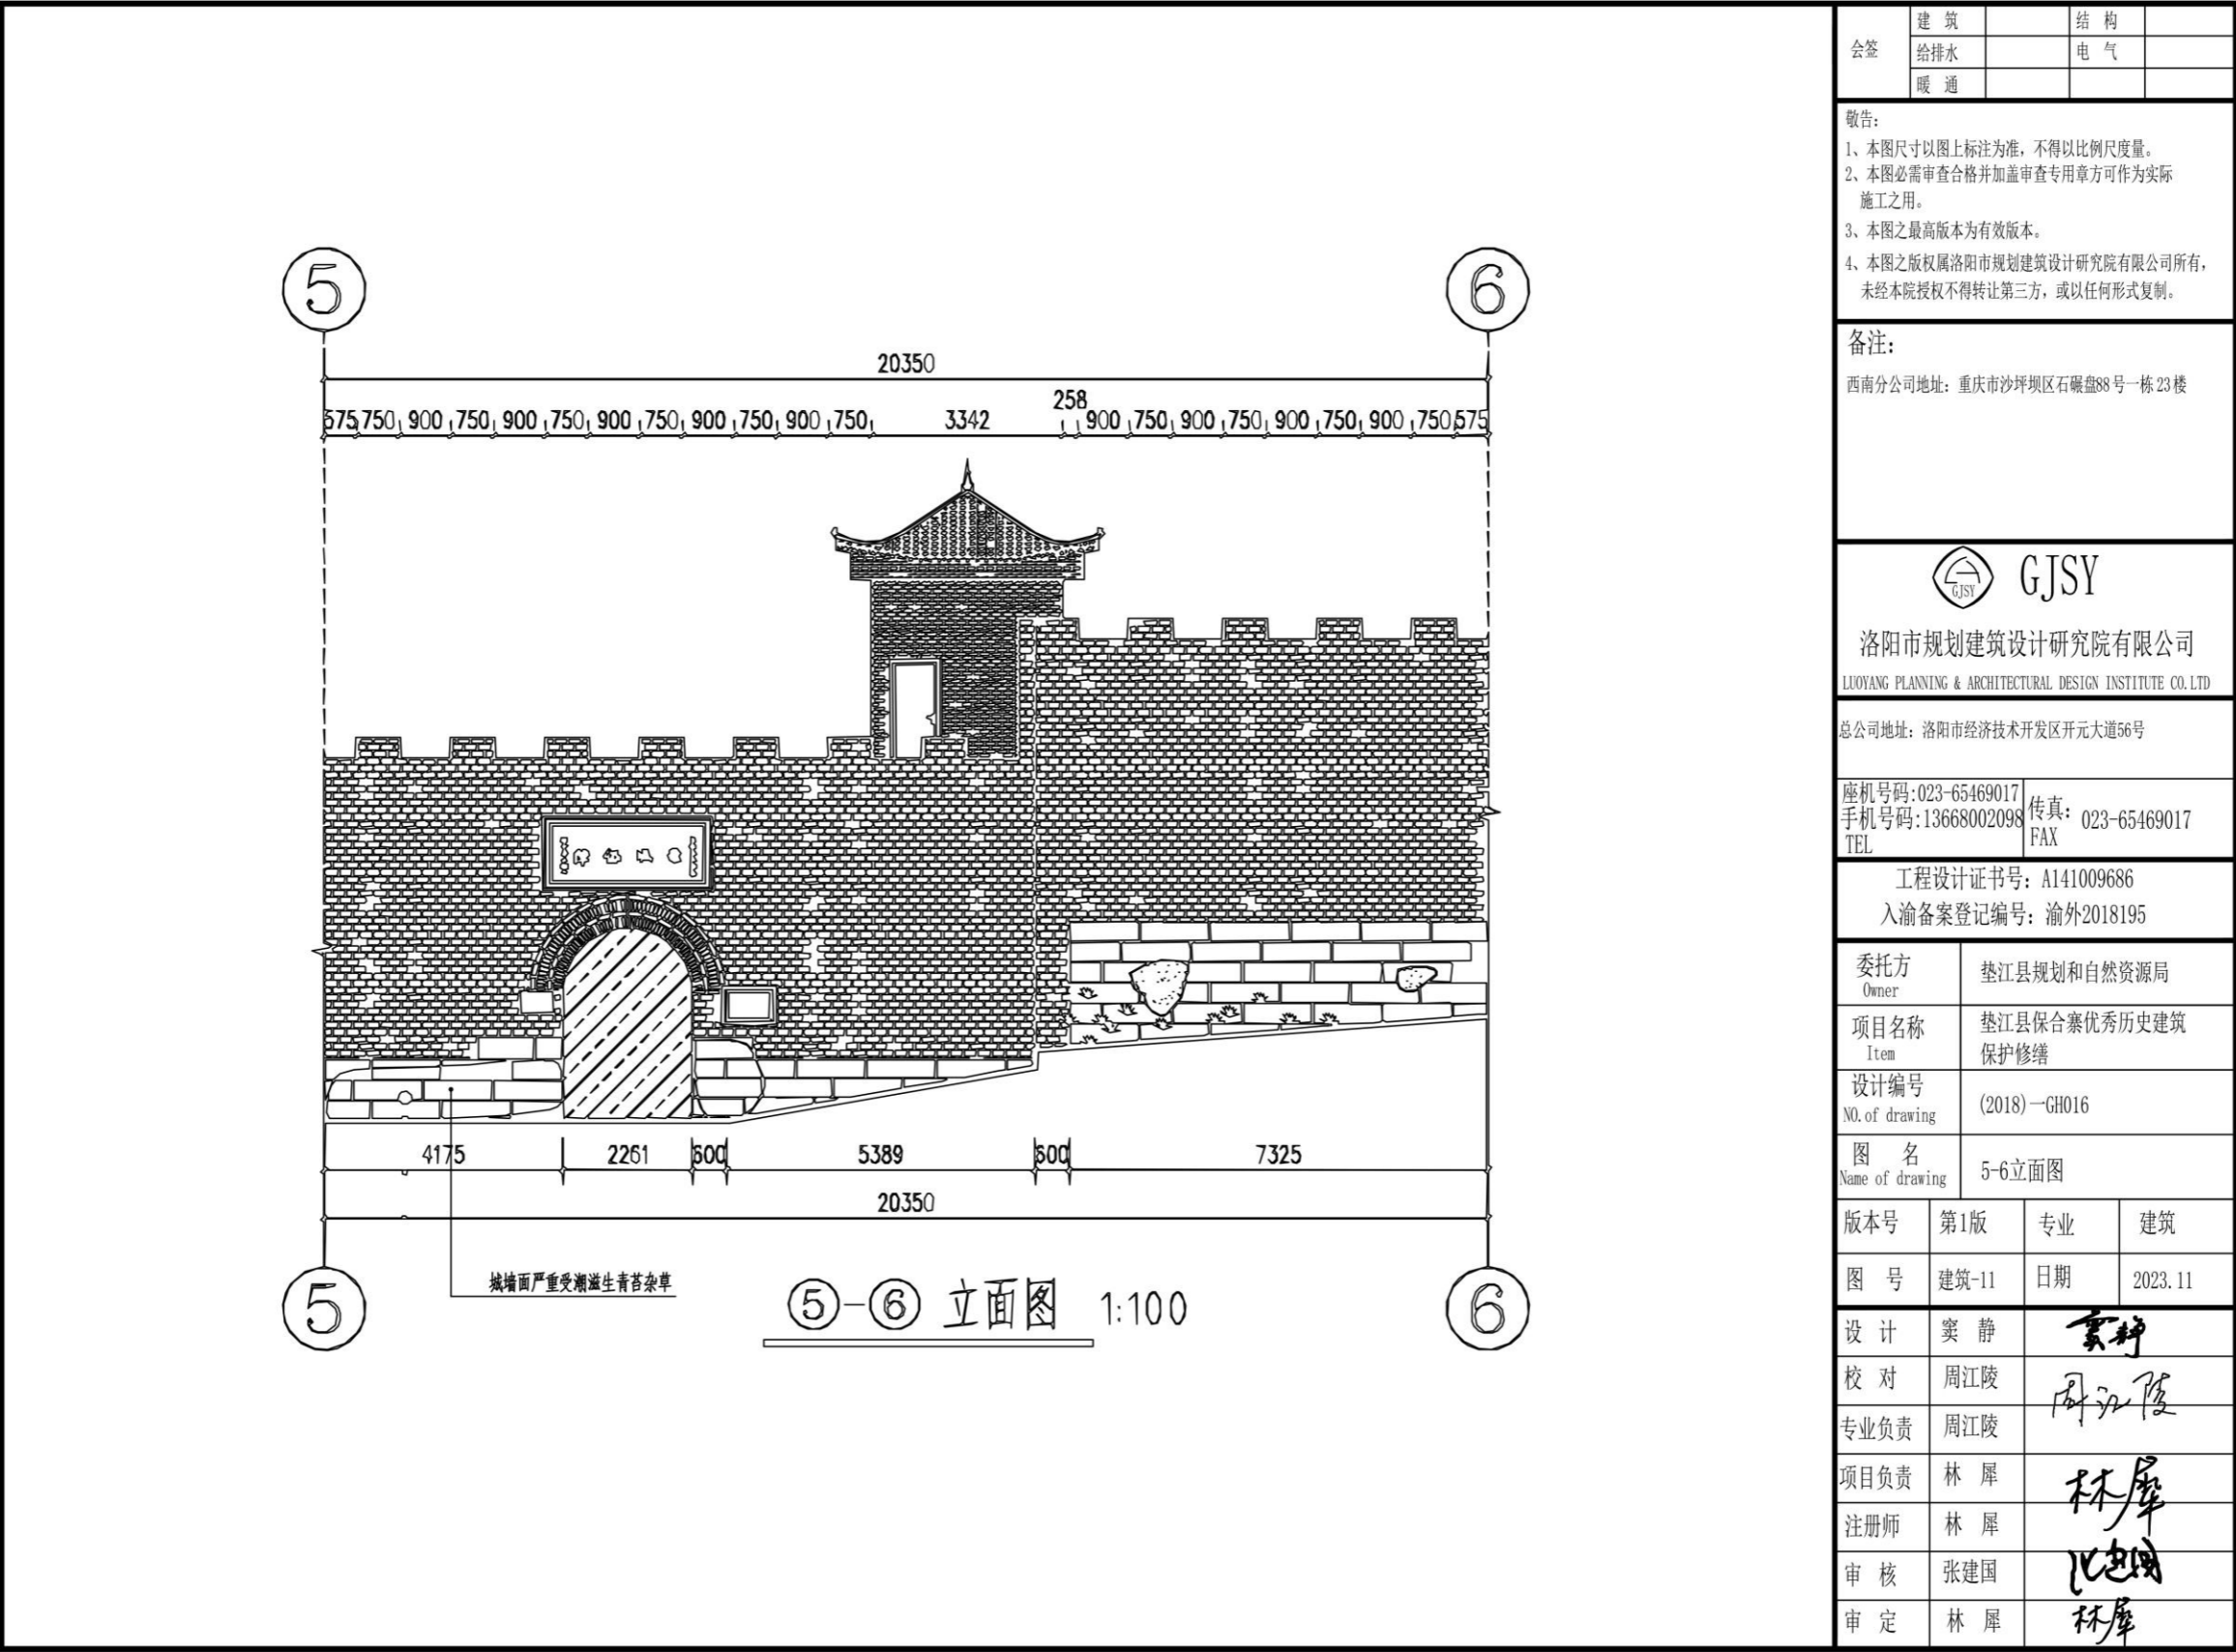 5
6
20350
258
575 750 900 750 900 750 900 750 900 750 900 750 3342 900 750 900 750 900 750 900 750 575
4175 2261 600 5389 600 7325
20350
城墙面严重受潮滋生青苔杂草
5
6
⑤-⑥ 立面图 1:100
会签
建 筑
结 构
给排水
电 气
暖 通
敬告:
1、本图尺寸以图上标注为准,不得以比例尺度量。
2、本图必需审查合格并加盖审查专用章方可作为实际
施工之用。
3、本图之最高版本为有效版本。
4、本图之版权属洛阳市规划建筑设计研究院有限公司所有,
未经本院授权不得转让第三方,或以任何形式复制。
备注:
西南分公司地址:重庆市沙坪坝区石碾盘88号一栋23楼
GJSY
GJSY
洛阳市规划建筑设计研究院有限公司
LUOYANG PLANNING & ARCHITECTURAL DESIGN INSTITUTE CO.LTD
总公司地址:洛阳市经济技术开发区开元大道56号
座机号码:023-65469017
手机号码:13668002098
TEL
传真:
FAX
023-65469017
工程设计证书号:A141009686
入渝备案登记编号:渝外2018195
委托方
Owner
垫江县规划和自然资源局
项目名称
Item
垫江县保合寨优秀历史建筑
保护修缮
设计编号
NO.of drawing
(2018)一GH016
图 名
Name of drawing
5-6立面图
版本号 第1版 专业 建筑
图 号 建筑-11 日期 2023.11
设 计 窦 静 窦静
校 对 周江陵 周江陵
专业负责 周江陵
项目负责 林 犀 林犀
注册师 林 犀
审 核 张建国
审 定 林 犀 林犀